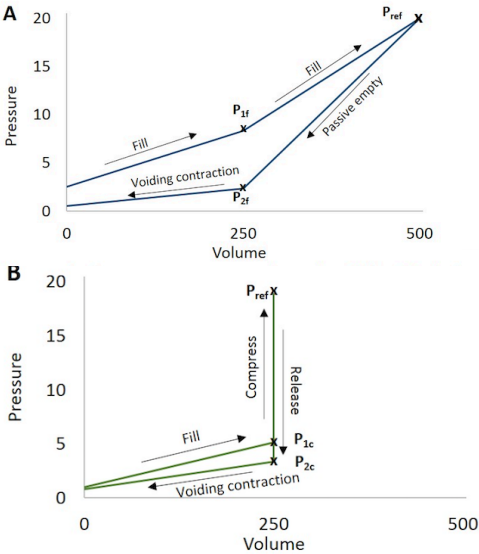 A
Pref
20
Fill
15
Passive empty
P1f
10
Fill
Pressure
5
Voiding contraction
P2f
0
0
250
500
Volume
B
20
Pref
15
Compress
Release
10
Pressure
5
Fill
P1c
P2c
Voiding contraction
0
0
250
500
Volume